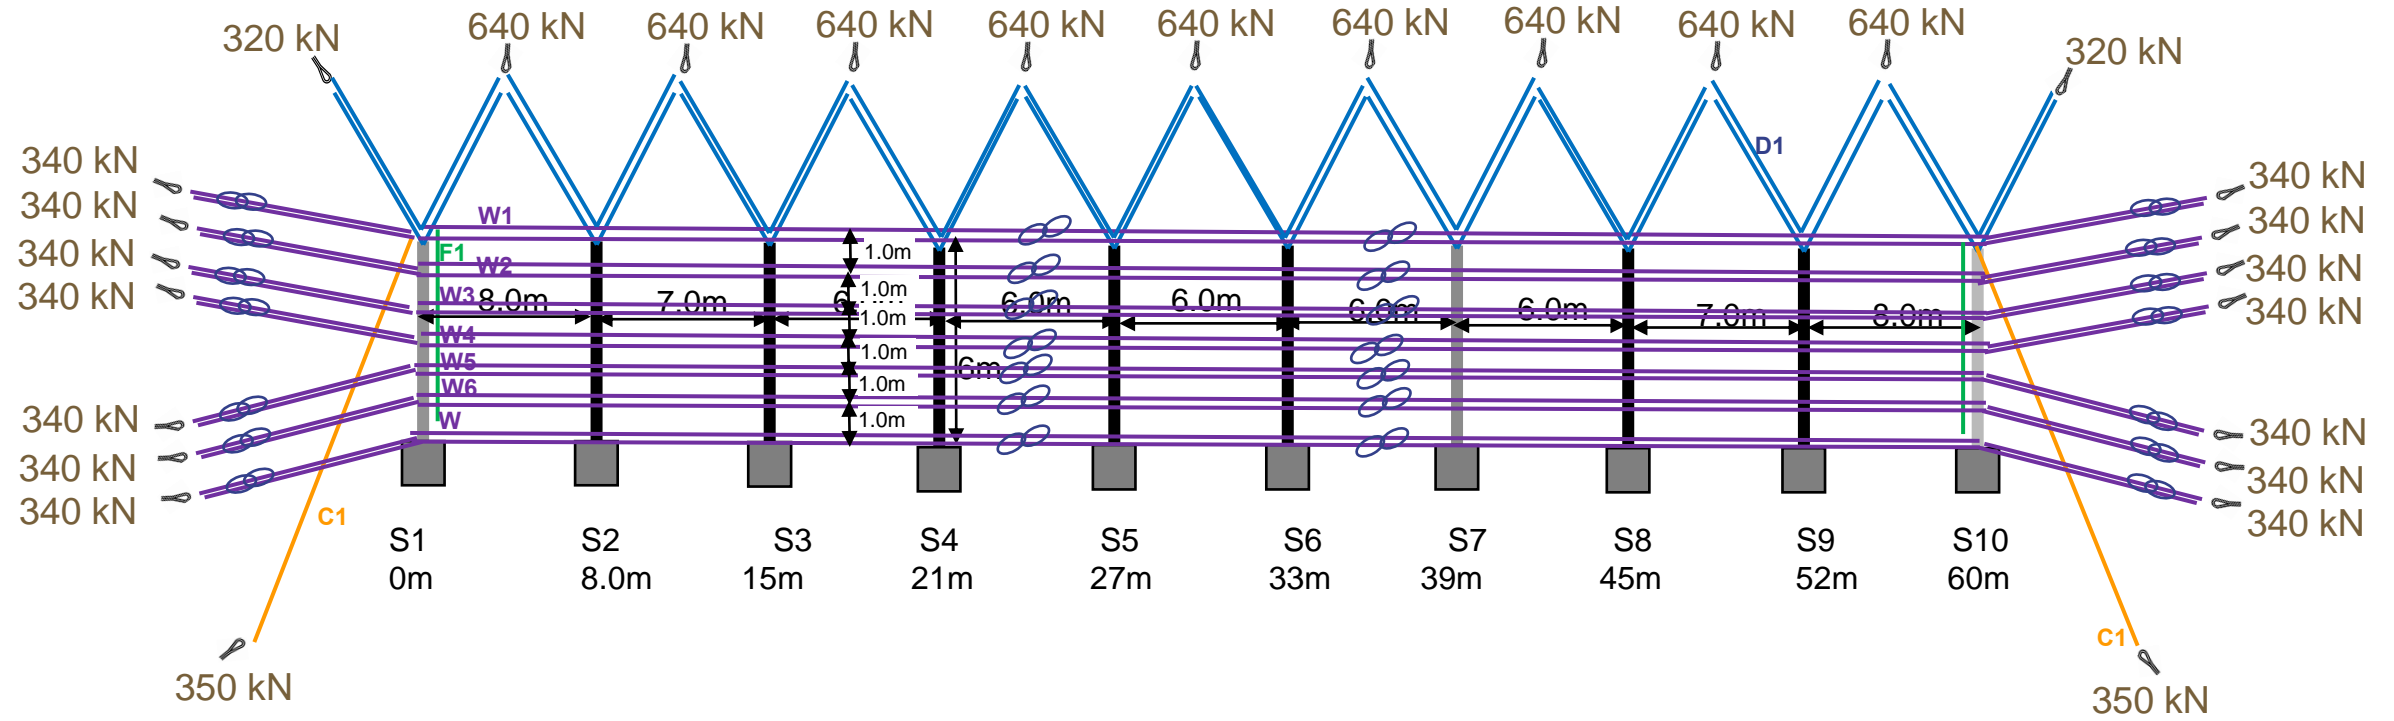 320 kN
640 kN
640 kN
640 kN
640 kN
640 kN
640 kN
640 kN
640 kN
640 kN
320 kN
D1
340 kN
340 kN
340 kN
340 kN
340 kN
340 kN
340 kN
340 kN
W1
F1
W2
W3
W4
W5
W6
W
1.0m
1.0m
1.0m
1.0m
1.0m
1.0m
8.0m
7.0m
6.0m
6.0m
6.0m
6.0m
7.0m
8.0m
6m
340 kN
340 kN
340 kN
340 kN
340 kN
340 kN
C1
S1
S2
S3
S4
S5
S6
S7
S8
S9
S10
0m
8.0m
15m
21m
27m
33m
39m
45m
52m
60m
C1
350 kN
350 kN